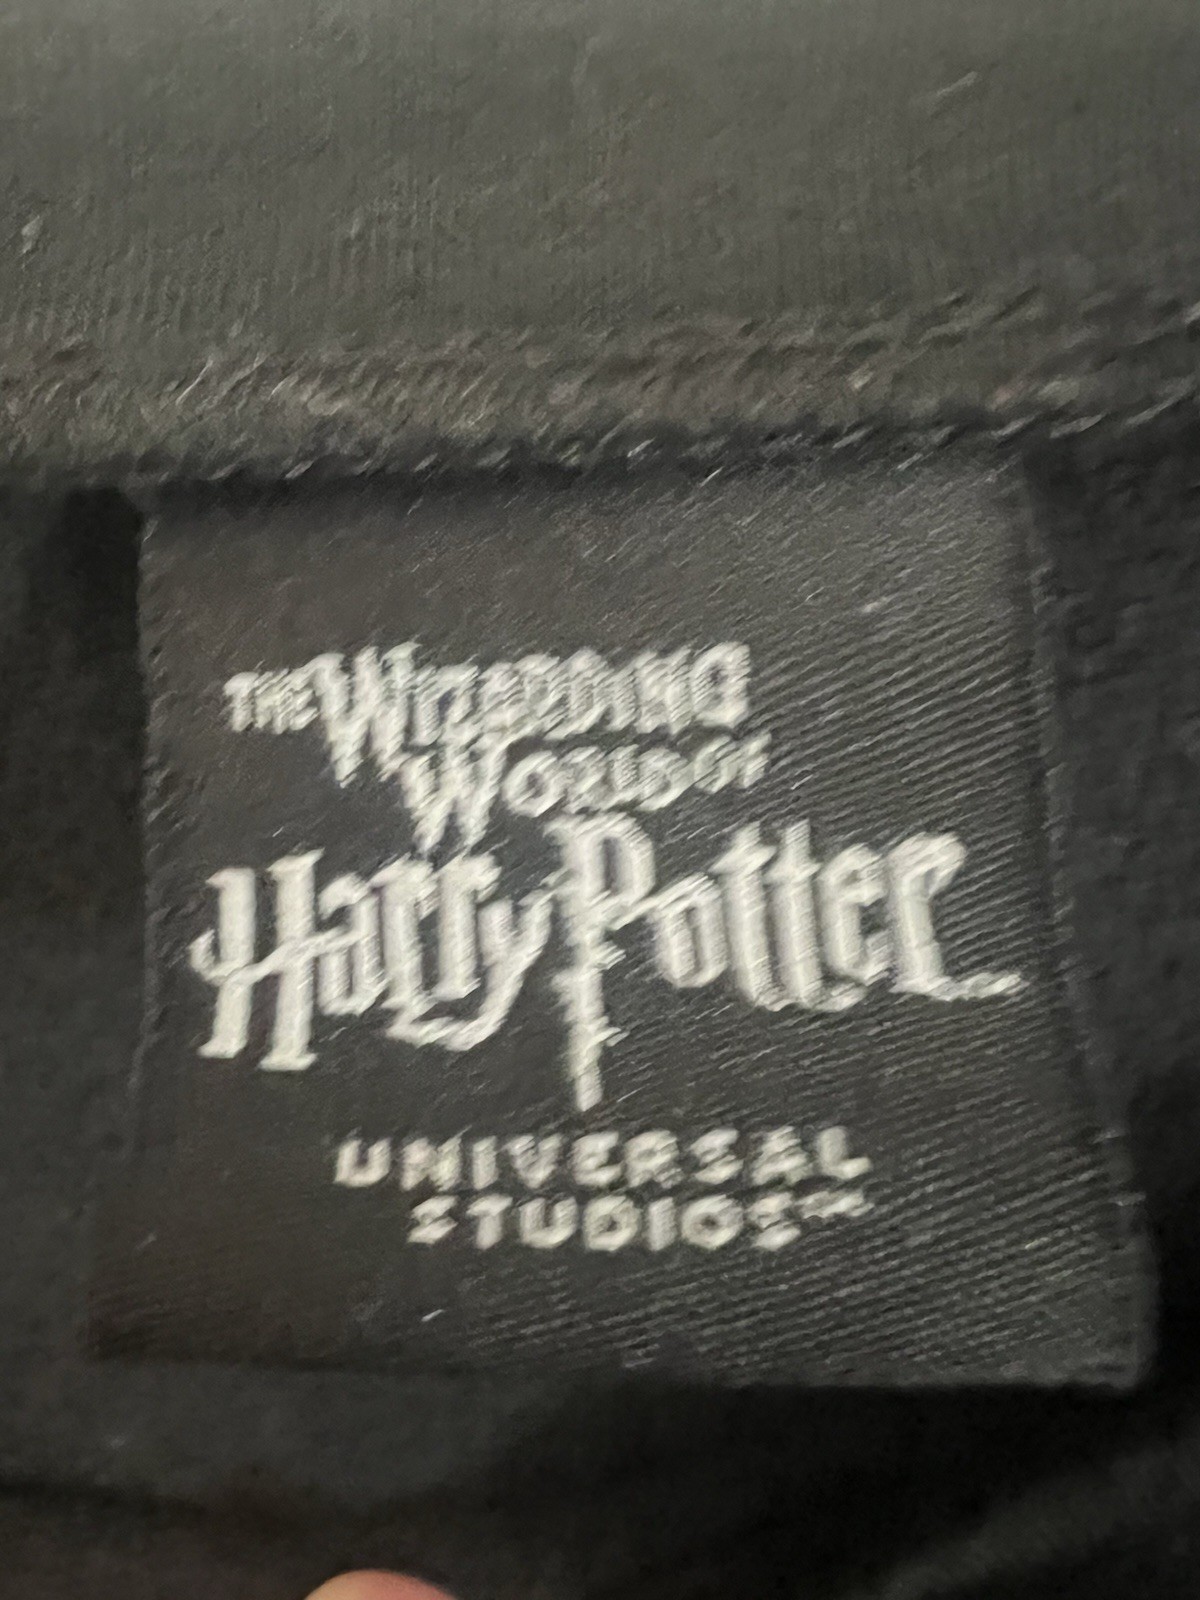 THE WIZARDING
WORLD OF
Harry Potter
UNIVERSAL
STUDIOS